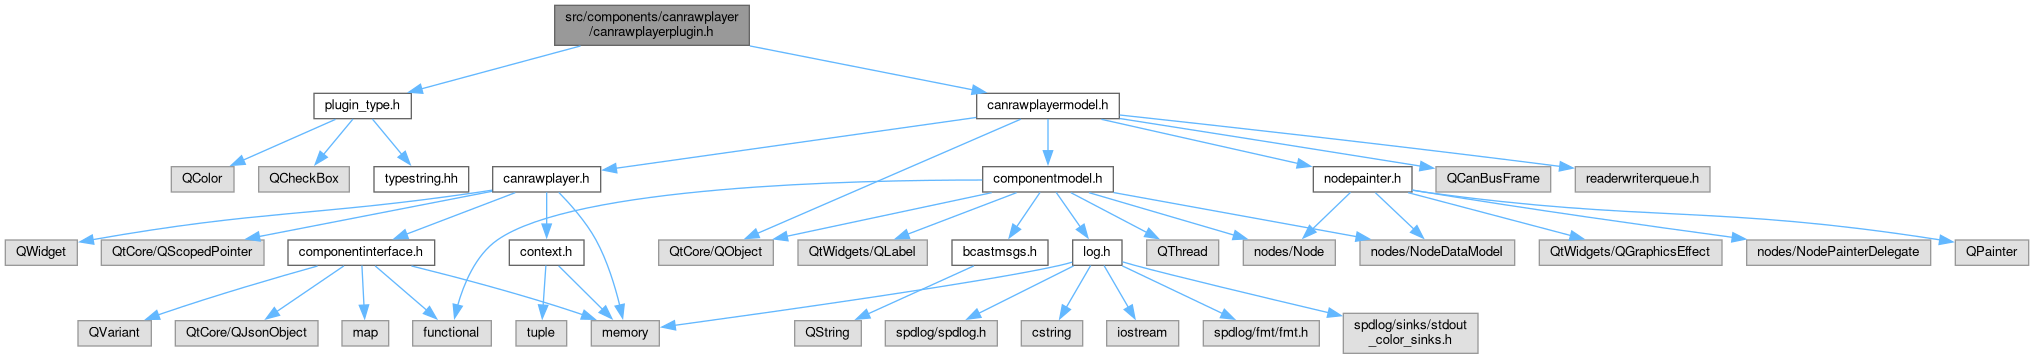 src/components/canrawplayer
/canrawplayerplugin.h
plugin_type.h
canrawplayermodel.h
QColor
QCheckBox
typestring.hh
canrawplayer.h
componentmodel.h
nodepainter.h
QCanBusFrame
readerwriterqueue.h
QWidget
QtCore/QScopedPointer
componentinterface.h
context.h
QtCore/QObject
QtWidgets/QLabel
bcastmsgs.h
log.h
QThread
nodes/Node
nodes/NodeDataModel
QtWidgets/QGraphicsEffect
nodes/NodePainterDelegate
QPainter
QVariant
QtCore/QJsonObject
map
functional
tuple
memory
QString
spdlog/spdlog.h
cstring
iostream
spdlog/fmt/fmt.h
spdlog/sinks/stdout
_color_sinks.h